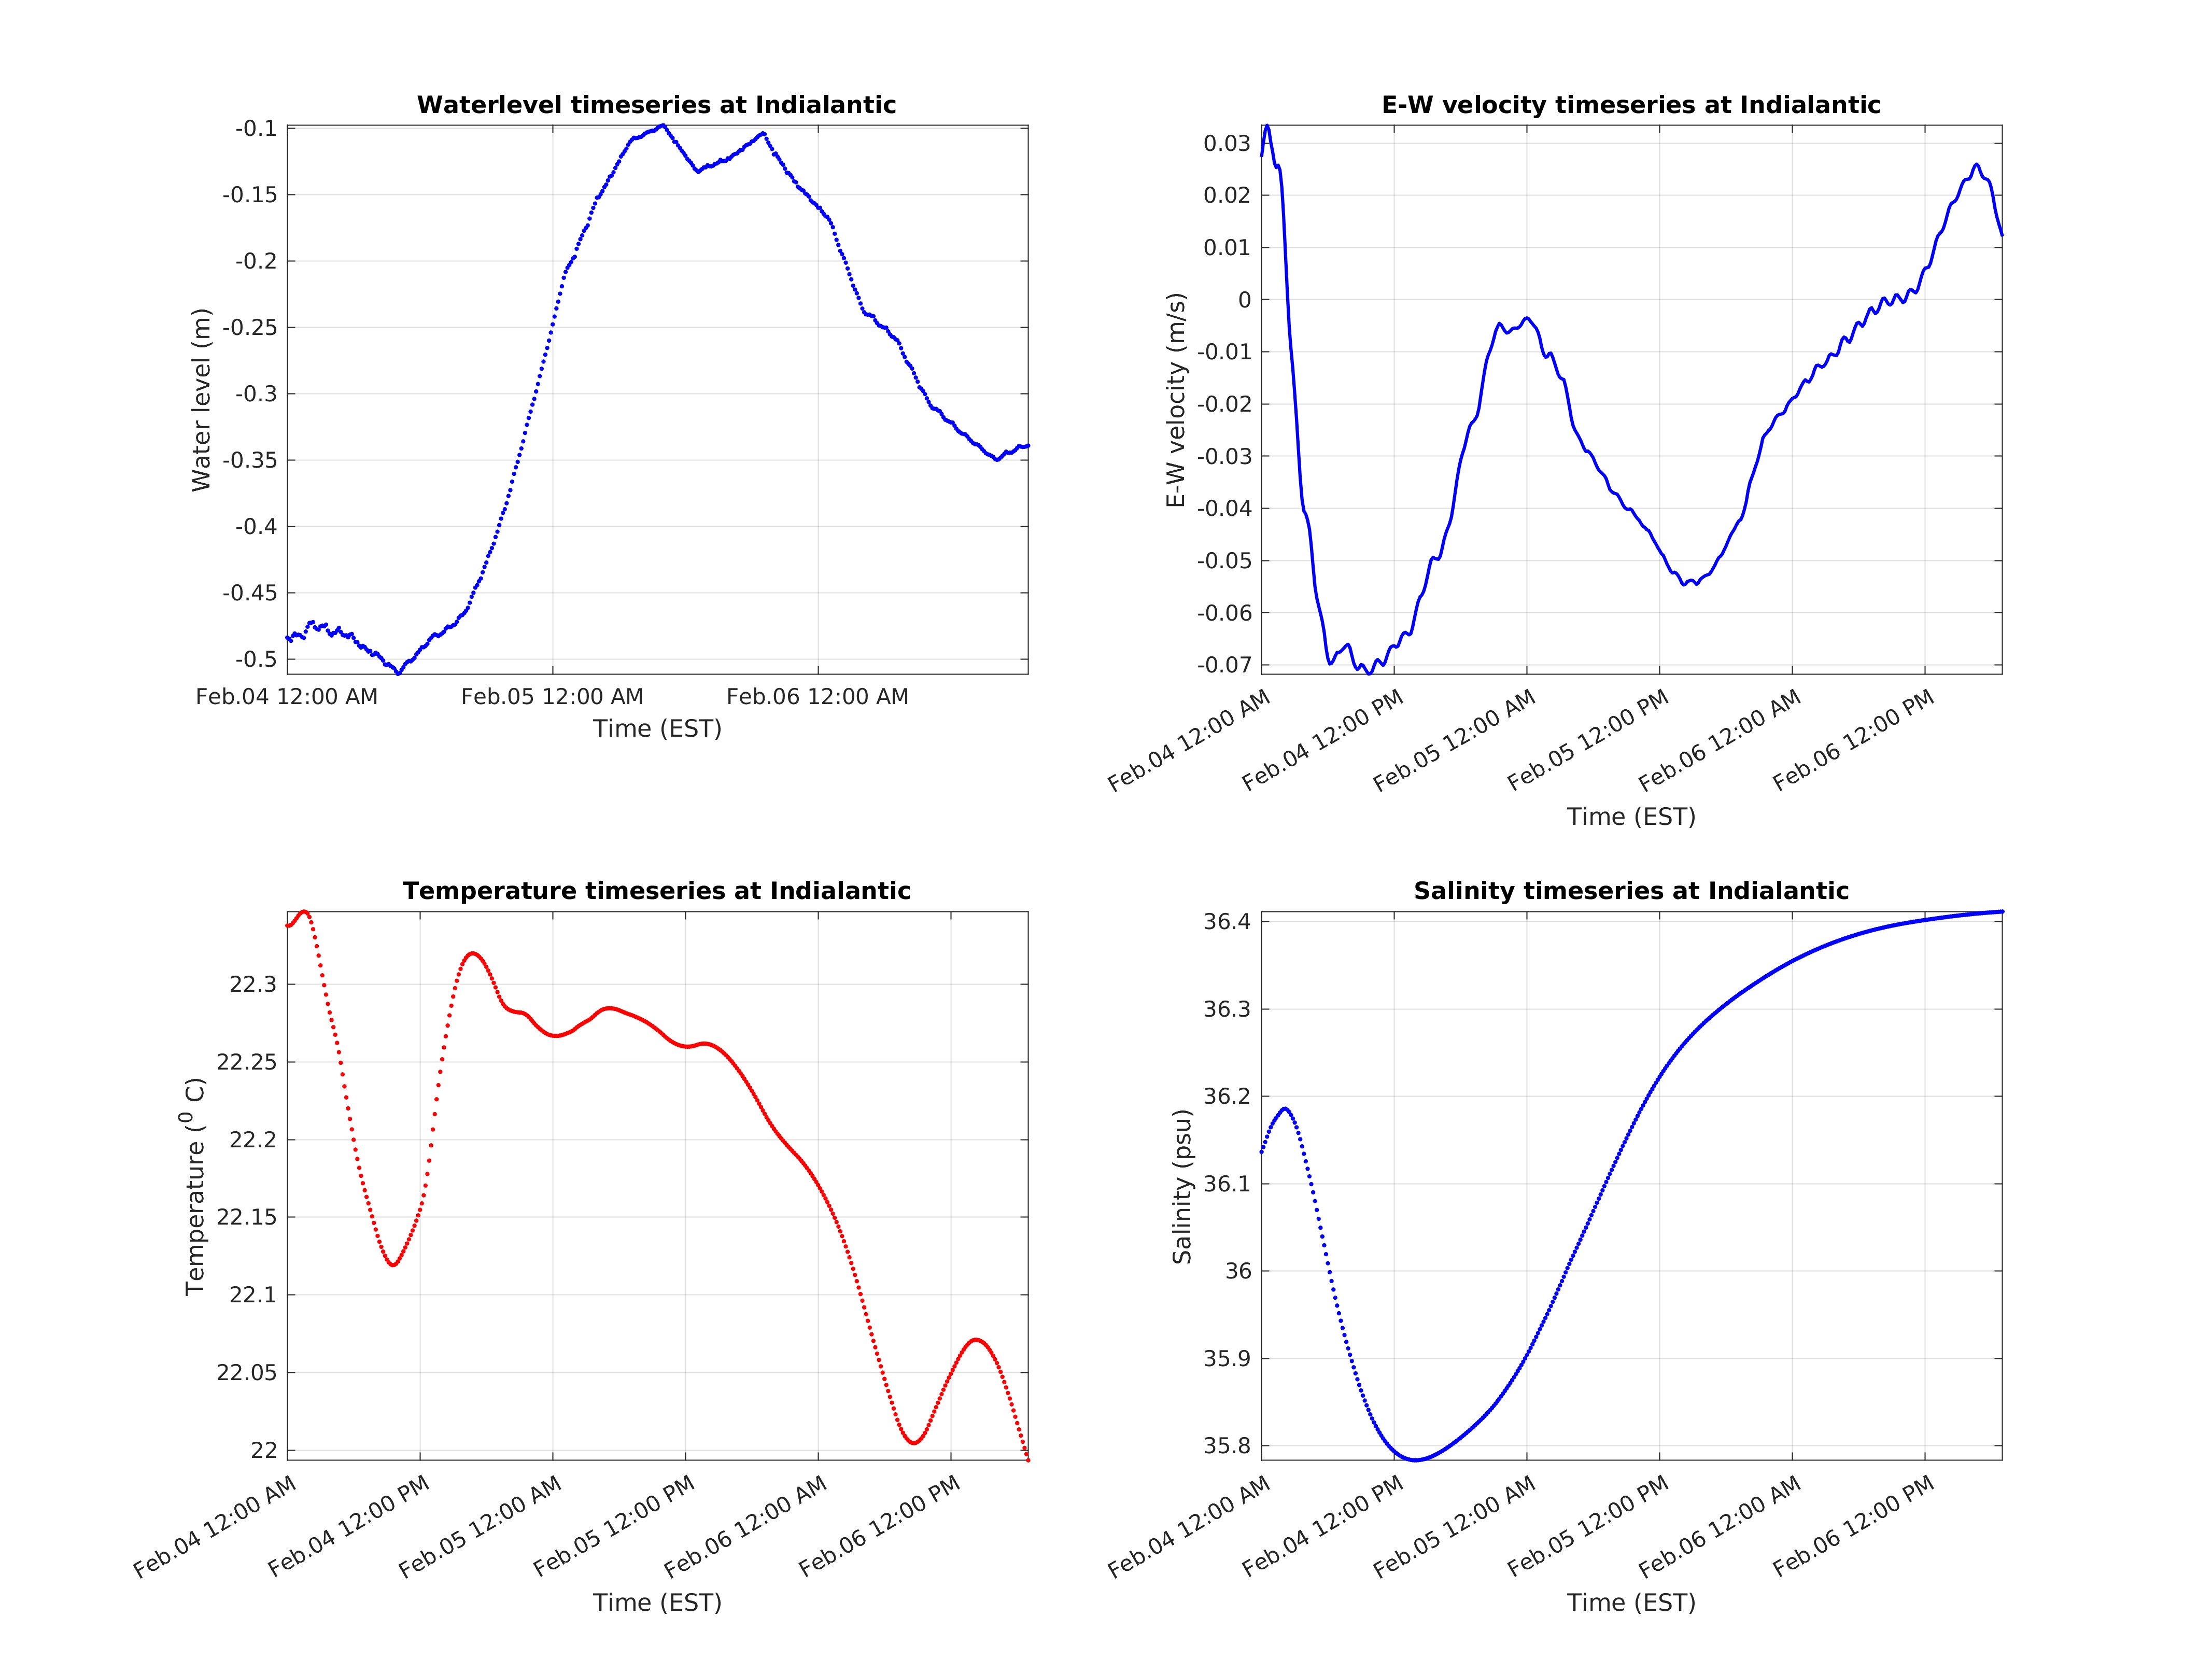 Waterlevel timeseries at Indialantic
-0.1
-0.15
-0.2
-0.25
-0.3
-0.35
-0.4
-0.45
-0.5
Water level (m)
Feb.04 12:00 AM Feb.05 12:00 AM Feb.06 12:00 AM
Time (EST)
E-W velocity timeseries at Indialantic
0.03
0.02
0.01
0
-0.01
-0.02
-0.03
-0.04
-0.05
-0.06
-0.07
E-W velocity (m/s)
Feb.04 12:00 AM Feb.04 12:00 PM Feb.05 12:00 AM Feb.05 12:00 PM Feb.06 12:00 AM Feb.06 12:00 PM
Time (EST)
Temperature timeseries at Indialantic
22.3
22.25
22.2
22.15
22.1
22.05
22
Temperature (⁰ C)
Feb.04 12:00 AM Feb.04 12:00 PM Feb.05 12:00 AM Feb.05 12:00 PM Feb.06 12:00 AM Feb.06 12:00 PM
Time (EST)
Salinity timeseries at Indialantic
36.4
36.3
36.2
36.1
36
35.9
35.8
Salinity (psu)
Feb.04 12:00 AM Feb.04 12:00 PM Feb.05 12:00 AM Feb.05 12:00 PM Feb.06 12:00 AM Feb.06 12:00 PM
Time (EST)